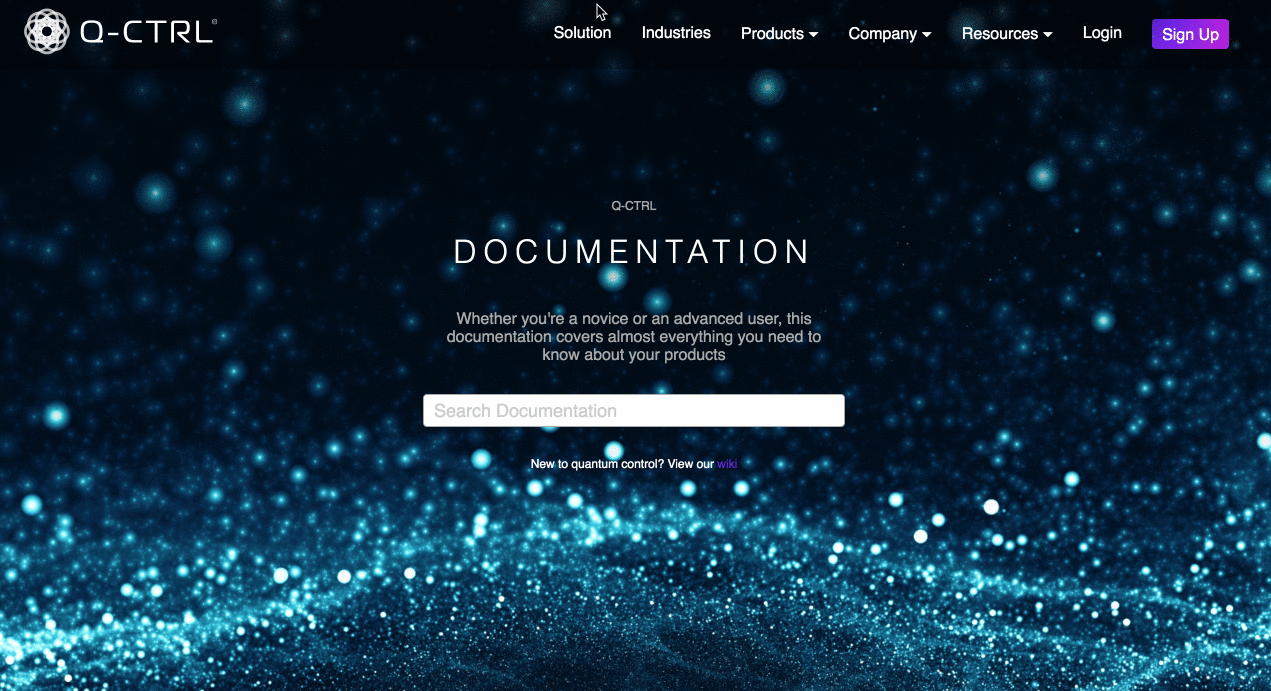 Q-CTRL®
Solution Industries Products Company Resources Login Sign Up
Q-CTRL
DOCUMENTATION
Whether you're a novice or an advanced user, this
documentation covers almost everything you need to
know about your products
Search Documentation
New to quantum control? View our wiki